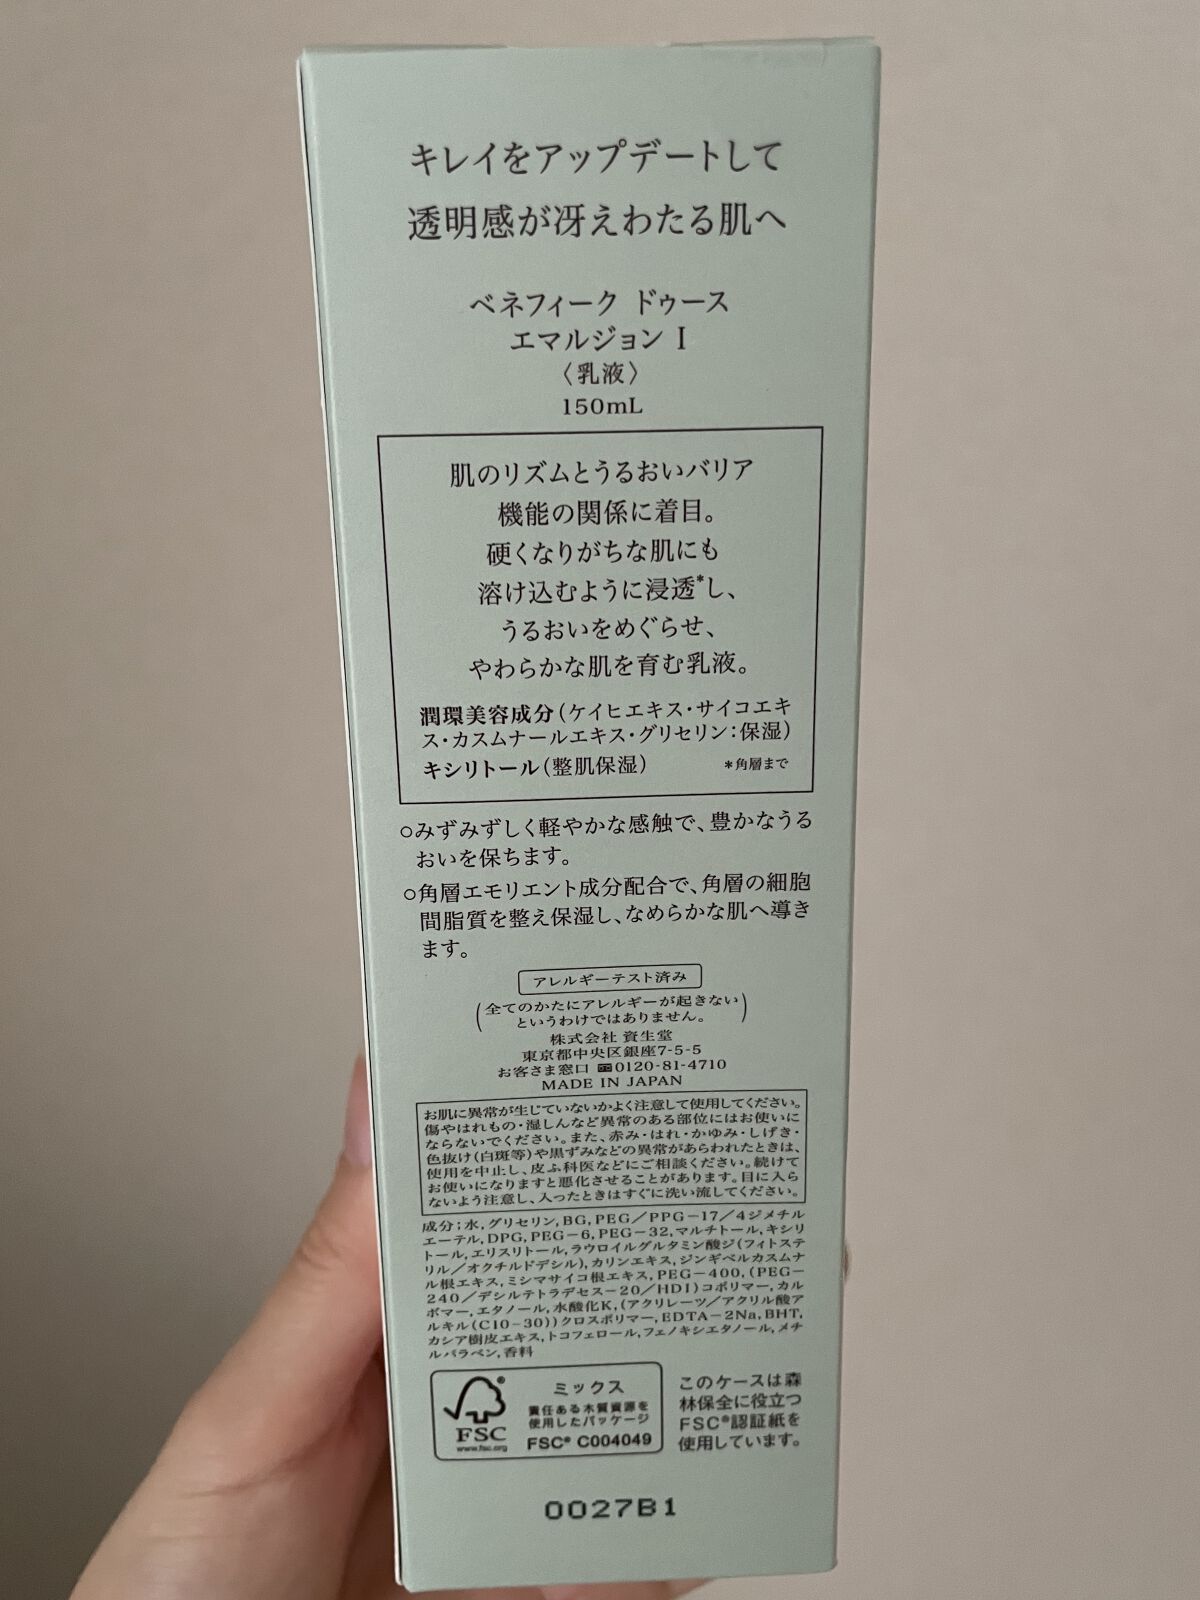 キレイをアップデートして
透明感が冴えわたる肌へ
ベネフィーク ドゥース
エマルジョン I
〈乳液〉
150mL
肌のリズムとうるおいバリア
機能の関係に着目。
硬くなりがちな肌にも
溶け込むように浸透*し、
うるおいをめぐらせ、
やわらかな肌を育む乳液。
潤環美容成分(ケイヒエキス・サイコエキ
ス・カスムナールエキス・グリセリン:保湿)
キシリトール(整肌保湿) *角層まで
○みずみずしく軽やかな感触で、豊かなうる
おいを保ちます。
○角層エモリエント成分配合で、角層の細胞
間脂質を整え保湿し、なめらかな肌へ導き
ます。
アレルギーテスト済み
(全てのかたにアレルギーが起きない
というわけではありません。)
株式会社 資生堂
東京都中央区銀座7-5-5
お客さま窓口 0120-81-4710
MADE IN JAPAN
お肌に異常が生じていないかよく注意して使用してください。
傷やはれもの・湿しんなど異常のある部位にはお使いに
ならないでください。また、赤み・はれ・かゆみ・しげき・
色抜け(白斑等)や黒ずみなどの異常があらわれたときは、
使用を中止し、皮ふ科医などにご相談ください。続けて
お使いになりますと悪化させることがあります。目に入ら
ないよう注意し、入ったときはすぐに洗い流してください。
成分:水,グリセリン,BG,PEG/PPG-17/4ジメチル
エーテル,DPG,PEG-6,PEG-32,マルチトール,キシリ
トール,エリスリトール,ラウロイルグルタミン酸ジ(フィトステ
リル/オクチルドデシル),カリンエキス,ジンギベルカスムナ
ル根エキス,ミシマサイコ根エキス,PEG-400,(PEG-
240/デシルテトラデセス-20/HDI)コポリマー,カル
ボマー,エタノール,水酸化K,(アクリレーツ/アクリル酸ア
ルキル(C10-30))クロスポリマー,EDTA-2Na,BHT,
カシア樹皮エキス,トコフェロール,フェノキシエタノール,メチ
ルパラベン,香料
FSC
www.fsc.org
ミックス
責任ある木質資源を
使用したパッケージ
FSC® C004049
このケースは森
林保全に役立つ
FSC®認証紙を
使用しています。
0027B1